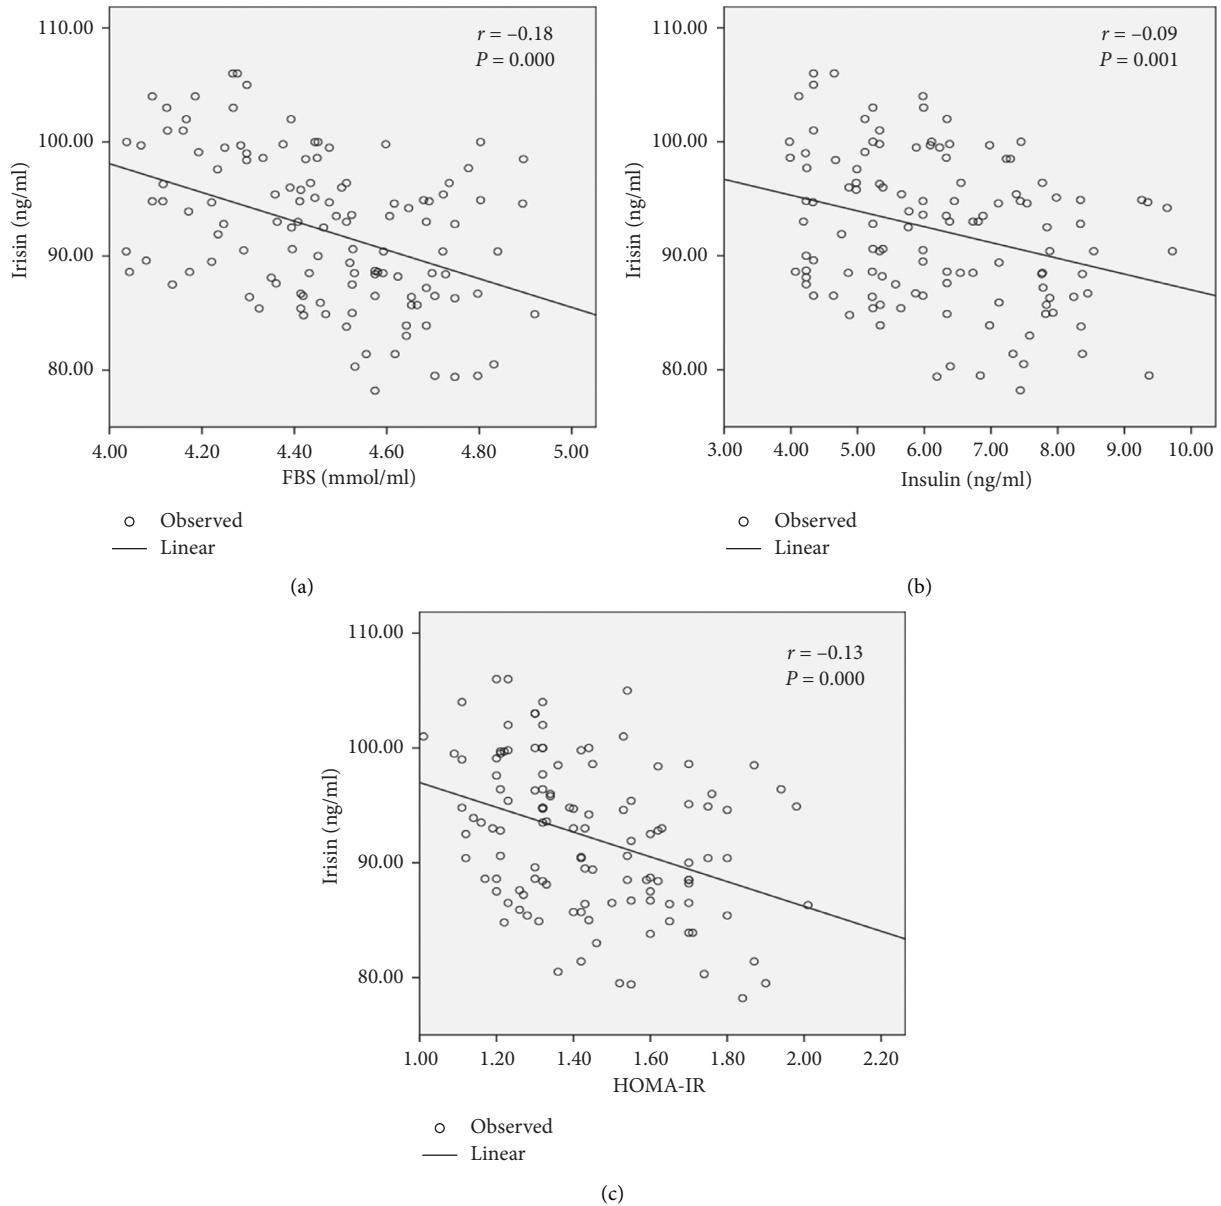 110.00
100.00
90.00
80.00
Irisin (ng/ml)
r = –0.18
P = 0.000
4.00 4.20 4.40 4.60 4.80 5.00
FBS (mmol/ml)
Observed
Linear
(a)
110.00
100.00
90.00
80.00
Irisin (ng/ml)
r = –0.09
P = 0.001
3.00 4.00 5.00 6.00 7.00 8.00 9.00 10.00
Insulin (ng/ml)
Observed
Linear
(b)
110.00
100.00
90.00
80.00
Irisin (ng/ml)
r = –0.13
P = 0.000
1.00 1.20 1.40 1.60 1.80 2.00 2.20
HOMA-IR
Observed
Linear
(c)